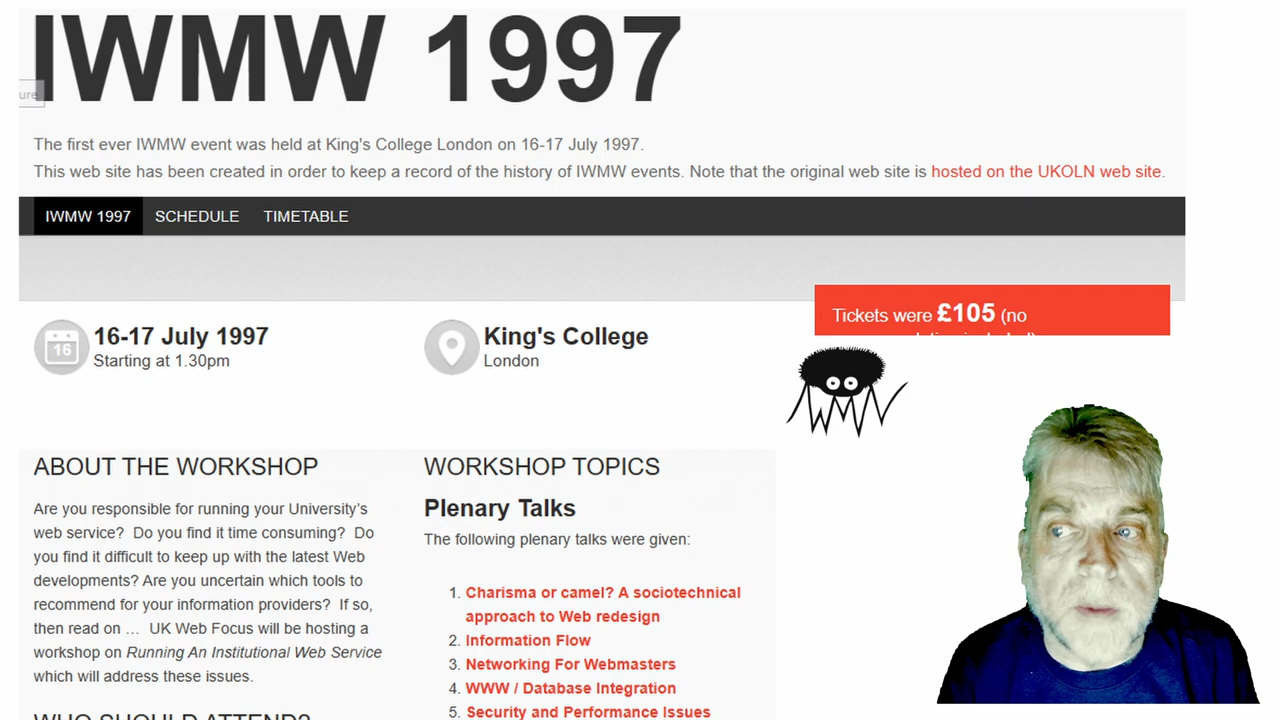 IWMW 1997
ure
The first ever IWMW event was held at King's College London on 16-17 July 1997.
This web site has been created in order to keep a record of the history of IWMW events. Note that the original web site is hosted on the UKOLN web site.
IWMW 1997 SCHEDULE TIMETABLE
Tickets were £105 (no
16
16-17 July 1997
Starting at 1.30pm
King's College
London
ABOUT THE WORKSHOP
Are you responsible for running your University's
web service? Do you find it time consuming? Do
you find it difficult to keep up with the latest Web
developments? Are you uncertain which tools to
recommend for your information providers? If so,
then read on … UK Web Focus will be hosting a
workshop on Running An Institutional Web Service
which will address these issues.
WHO SHOULD ATTEND?
WORKSHOP TOPICS
Plenary Talks
The following plenary talks were given:
1. Charisma or camel? A sociotechnical
approach to Web redesign
2. Information Flow
3. Networking For Webmasters
4. WWW / Database Integration
5. Security and Performance Issues